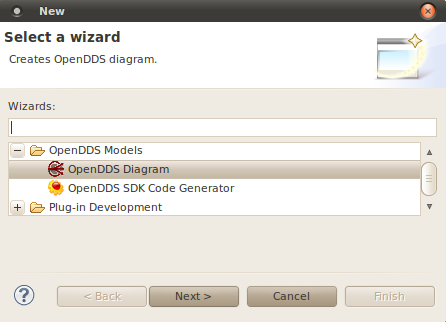 New
Select a wizard
Creates OpenDDS diagram.
Wizards:
OpenDDS Models
OpenDDS Diagram
OpenDDS SDK Code Generator
Plug-in Development
?
< Back
Next >
Cancel
Finish